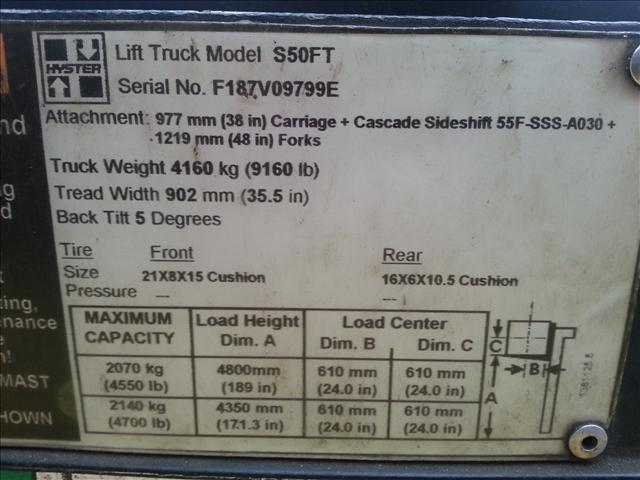 HYSTER
Lift Truck Model S50FT
Serial No. F187V09799E
Attachment: 977 mm (38 in) Carriage + Cascade Sideshift 55F-SSS-A030 +
1219 mm (48 in) Forks
Truck Weight 4160 kg (9160 lb)
Tread Width 902 mm (35.5 in)
Back Tilt 5 Degrees
Tire Front Rear
Size 21X8X15 Cushion 16X6X10.5 Cushion
Pressure --- ---
MAXIMUM CAPACITY
Load Height Dim. A
Load Center
Dim. B Dim. C
2070 kg 4800mm 610 mm 610 mm
(4550 lb) (189 in) (24.0 in) (24.0 in)
2140 kg 4350 mm 610 mm 610 mm
(4700 lb) (171.3 in) (24.0 in) (24.0 in)
C
B
A
nd
g
d
t
ting,
enance
e
n!
MAST
HOWN